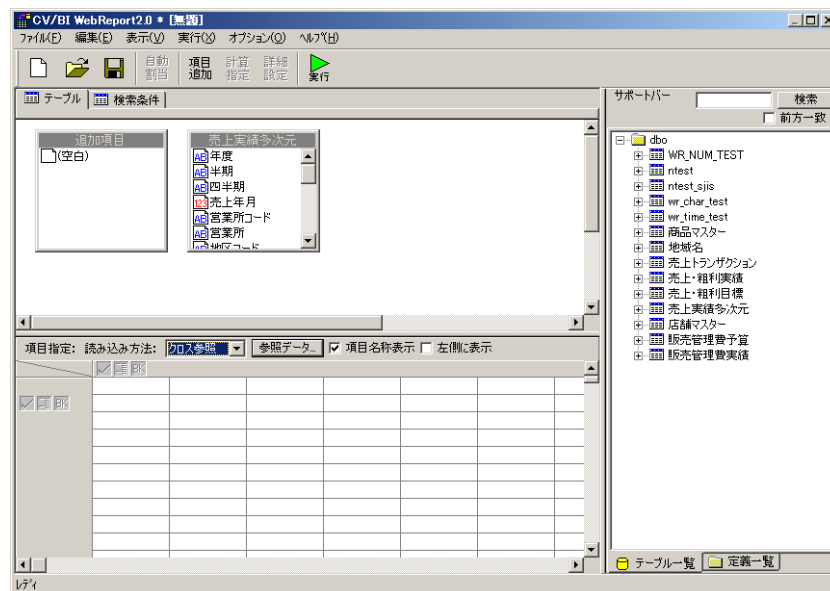 CV/BI WebReport2.0 * [無題]
ファイル(F) 編集(E) 表示(V) 実行(X) オプション(O) ヘルプ(H)
自動割当 項目追加 計算指定 詳細設定 実行
テーブル 検索条件
追加項目
(空白)
売上実績多次元
年度
半期
四半期
売上年月
営業所コード
営業所
地区コード
項目指定: 読み込み方法: クロス参照 参照データ... 項目名称表示 左側に表示
サポートバー 検索
前方一致
dbo
WR_NUM_TEST
ntest
ntest_sjis
wr_char_test
wr_time_test
商品マスター
地域名
売上トランザクション
売上・粗利実績
売上・粗利目標
売上実績多次元
店舗マスター
販売管理費予算
販売管理費実績
テーブル一覧 定義一覧
レディ